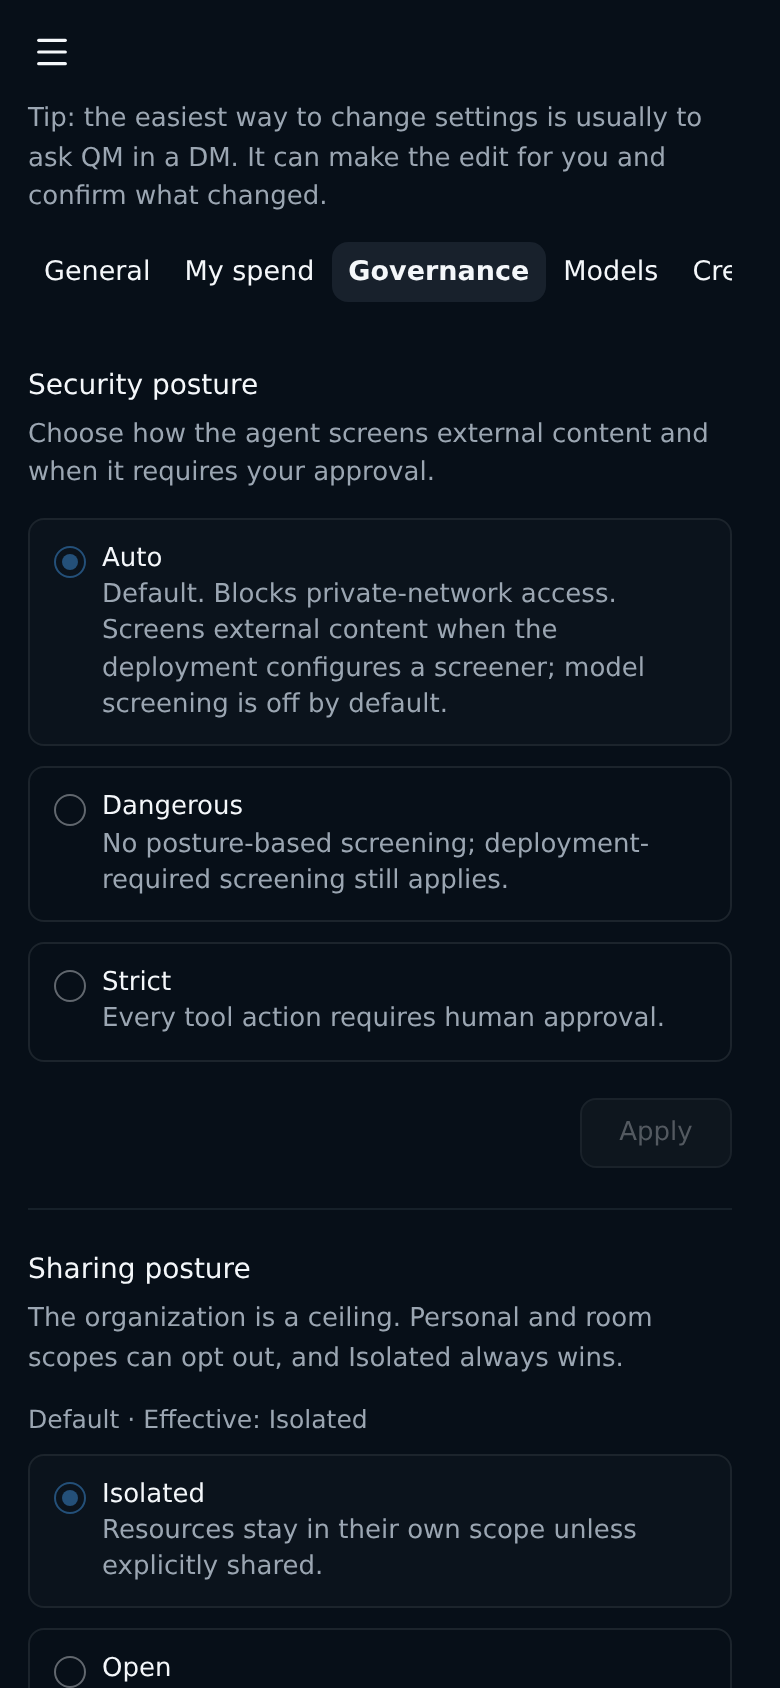 Tip: the easiest way to change settings is usually to
ask QM in a DM. It can make the edit for you and
confirm what changed.
General My spend Governance Models Cre
Security posture
Choose how the agent screens external content and
when it requires your approval.
Auto
Default. Blocks private-network access.
Screens external content when the
deployment configures a screener; model
screening is off by default.
Dangerous
No posture-based screening; deployment-
required screening still applies.
Strict
Every tool action requires human approval.
Apply
Sharing posture
The organization is a ceiling. Personal and room
scopes can opt out, and Isolated always wins.
Default · Effective: Isolated
Isolated
Resources stay in their own scope unless
explicitly shared.
Open